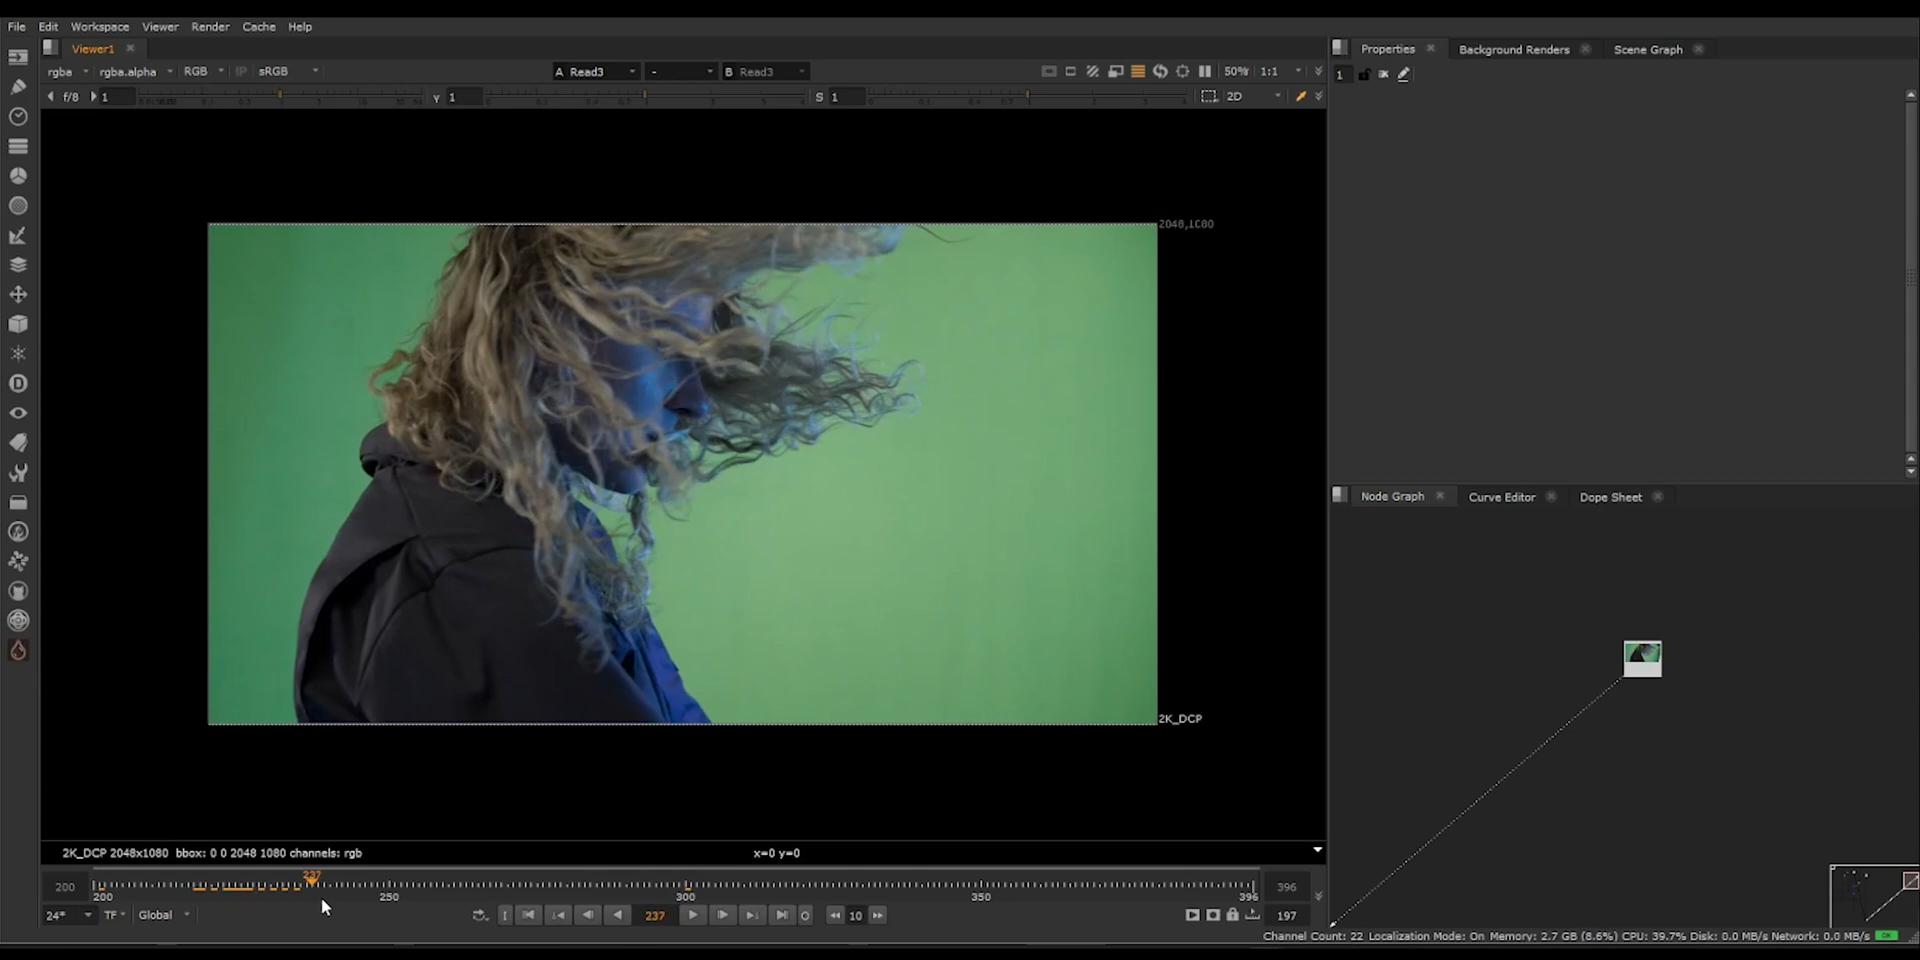 File Edit Workspace Viewer Render Cache Help
Viewer1
rgba rgba.alpha RGB IP sRGB A Read3 - B Read3 50% 1:1
f/8 1 Y 1 S 1 2D
2K_DCP
2K_DCP 2048x1080 bbox: 0 0 2048 1080 channels: rgb x=0 y=0
237
200 200 250 300 350 396 396
24* TF Global 237 10 197
Properties Background Renders Scene Graph
1
Node Graph Curve Editor Dope Sheet
Channel Count: 22 Localization Mode: On Memory: 2.7 GB (8.6%) CPU: 39.7% Disk: 0.0 MB/s Network: 0.0 MB/s